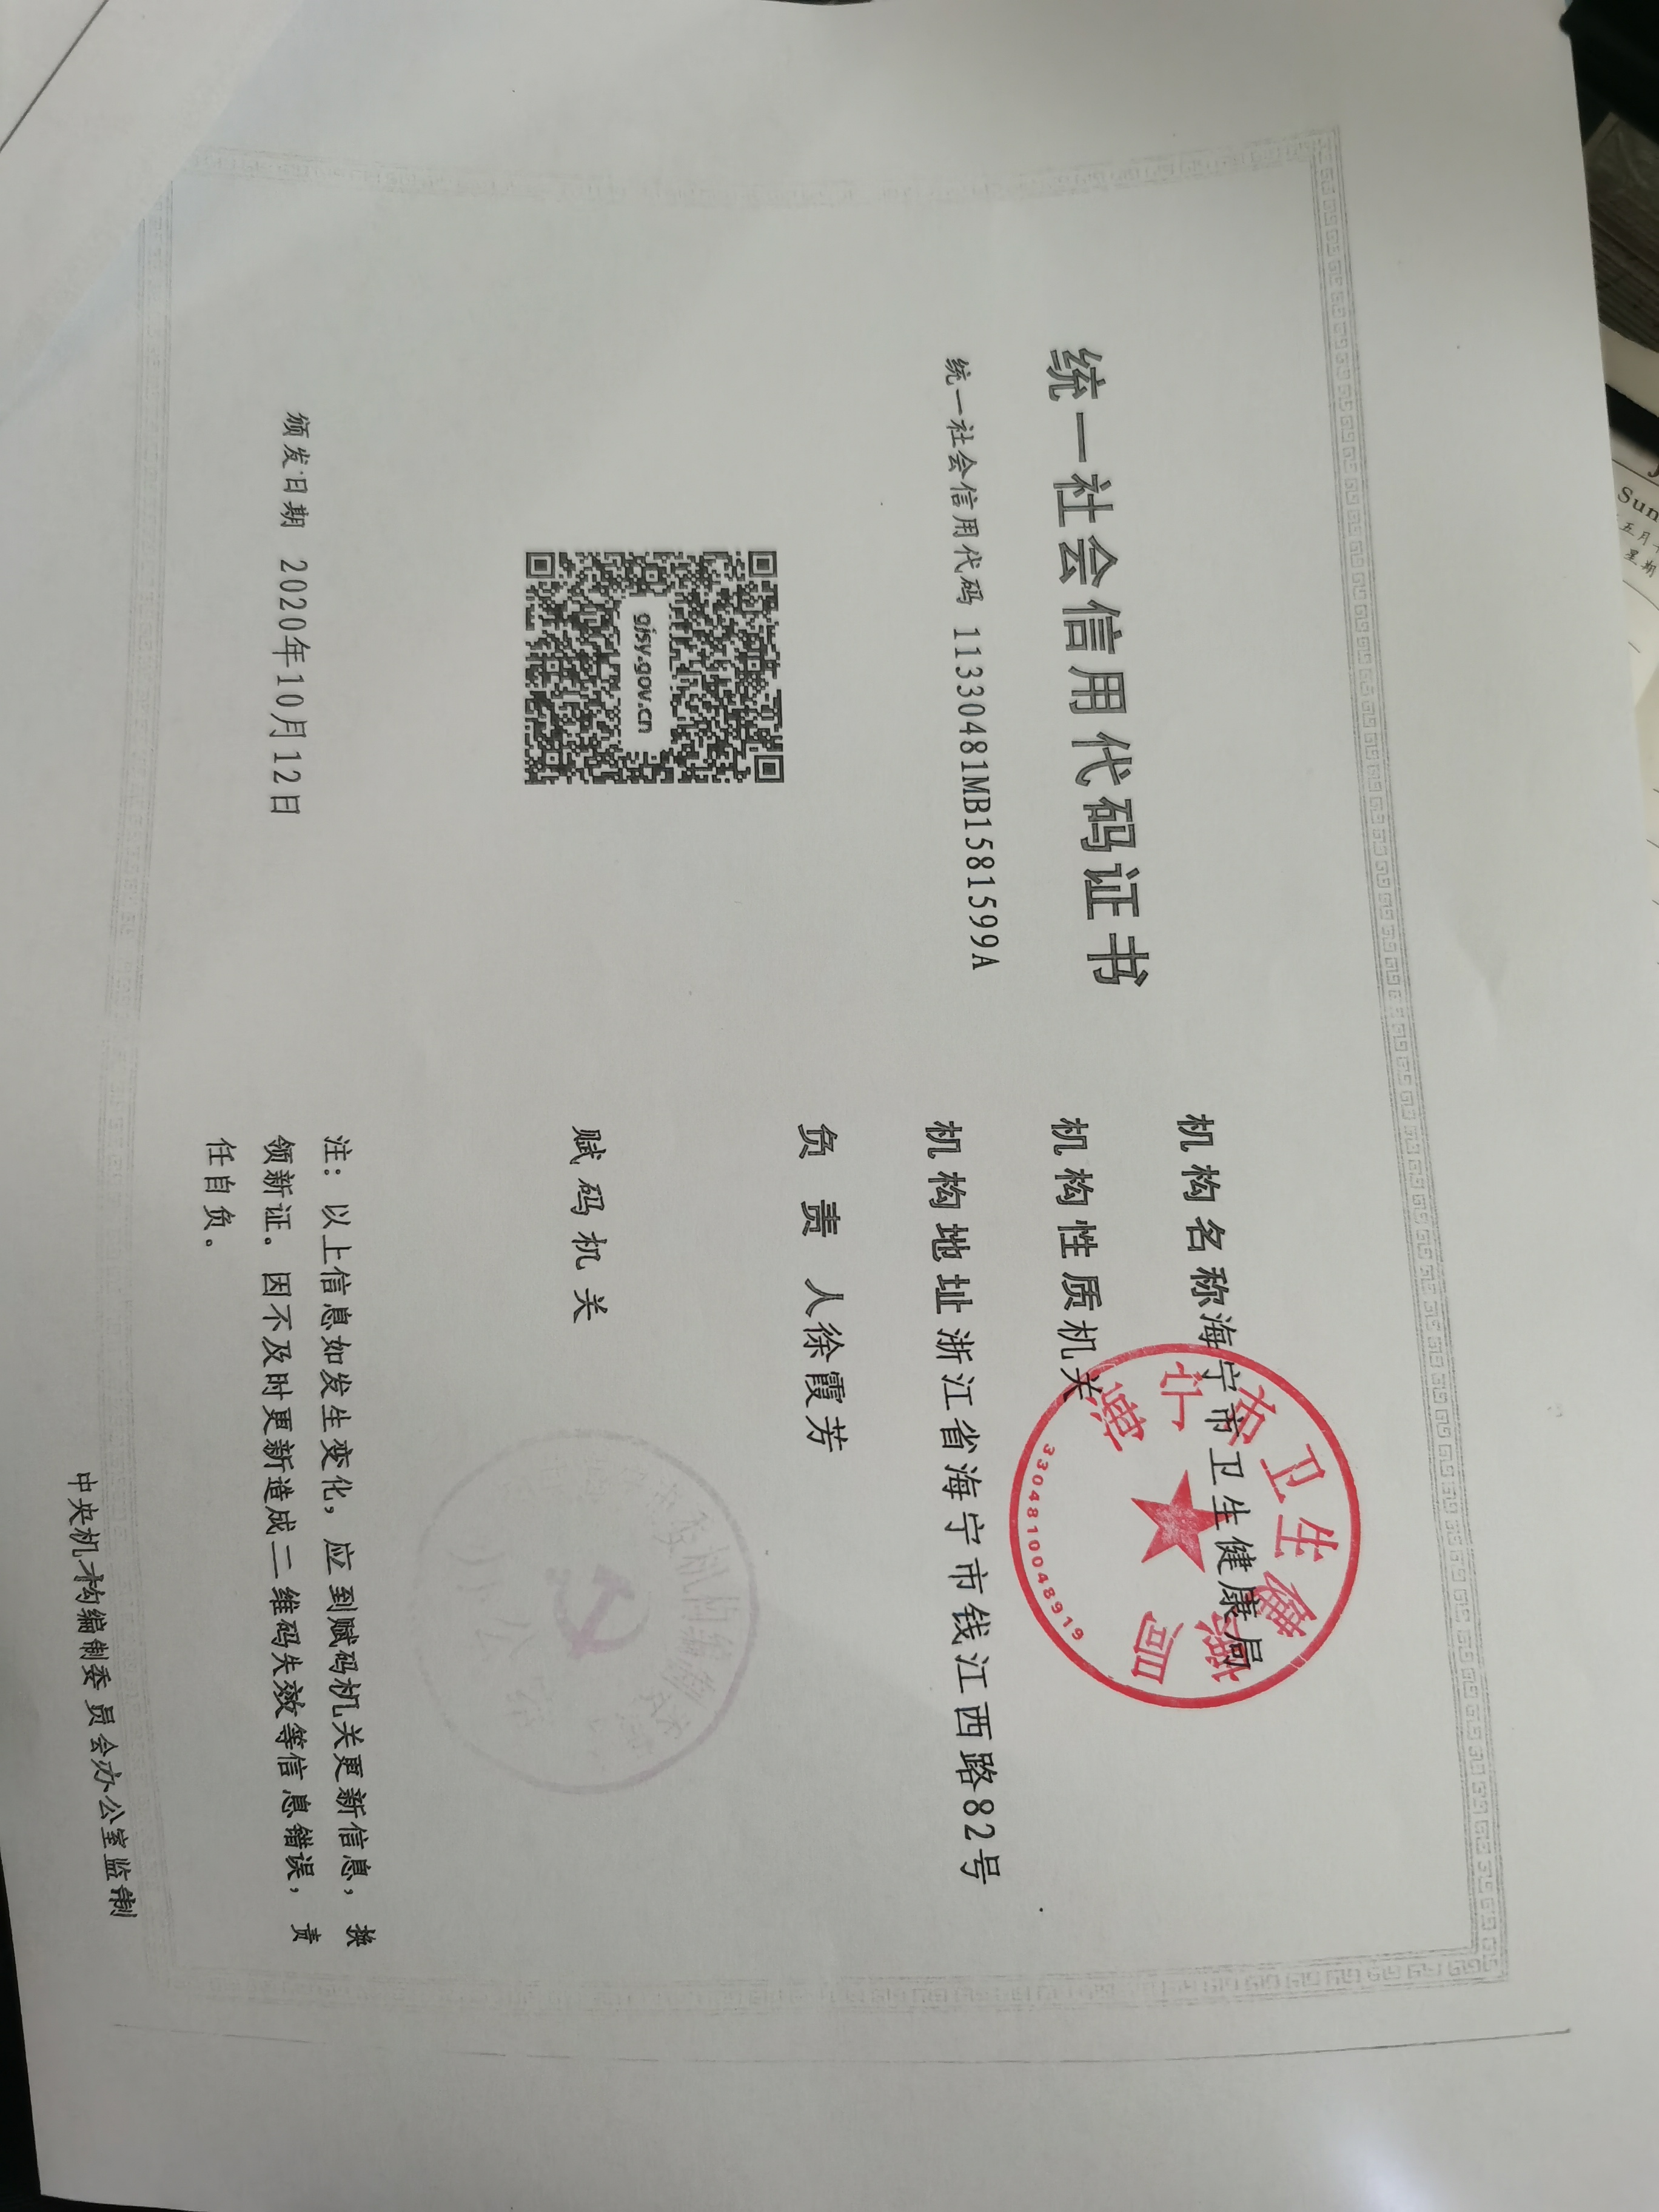 Sun
五月
星期
统一社会信用代码证书
统一社会信用代码 11330481MB1581599A
gjsy.gov.cn
颁发日期 2020年10月12日
机构名称海宁市卫生健康局
海宁市卫生健康局
3304810048919
机构性质机关
机构地址浙江省海宁市钱江西路82号
负责人徐霞芳
赋码机关
委机构编制委员
公
注：以上信息如发生变化，应到赋码机关更新信息，换
领新证。因不及时更新造成二维码失效等信息错误，责
任自负。
中央机构编制委员会办公室监制